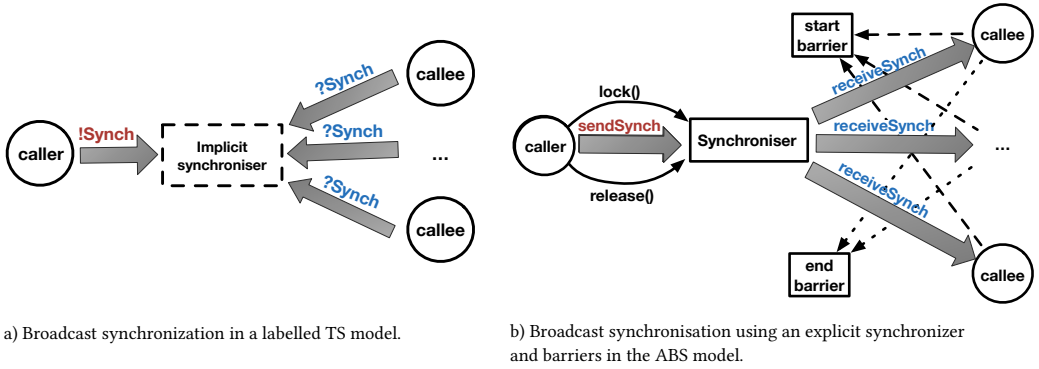 caller
!Synch
Implicit
synchroniser
?Synch
callee
?Synch
...
?Synch
callee
a) Broadcast synchronization in a labelled TS model.
start
barrier
callee
receiveSynch
lock()
caller
sendSynch
Synchroniser
receiveSynch
...
release()
receiveSynch
end
barrier
callee
b) Broadcast synchronisation using an explicit synchronizer
and barriers in the ABS model.